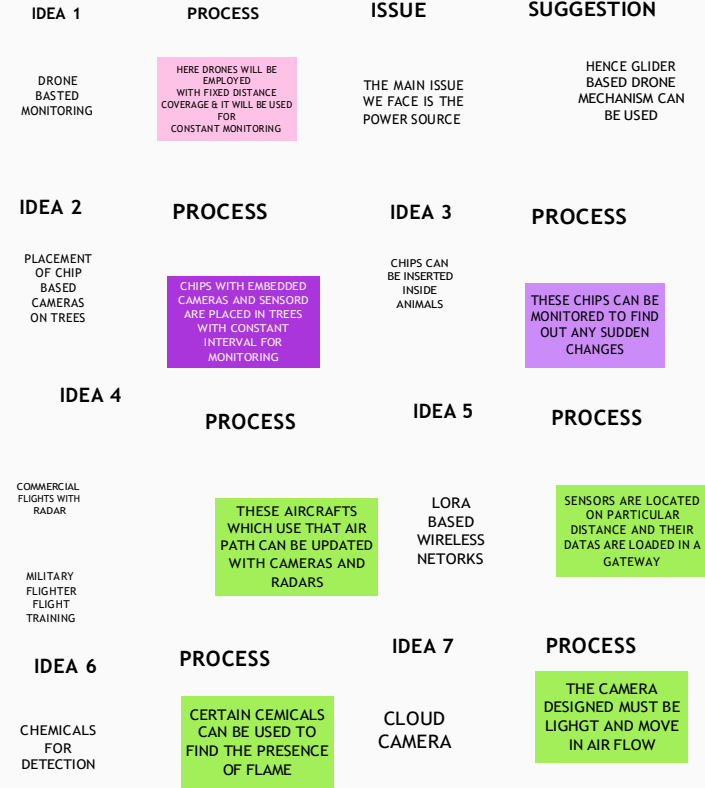 IDEA 1
PROCESS
ISSUE
SUGGESTION
DRONE
BASTED
MONITORING
HERE DRONES WILL BE
EMPLOYED
WITH FIXED DISTANCE
COVERAGE & IT WILL BE USED
FOR
CONSTANT MONITORING
THE MAIN ISSUE
WE FACE IS THE
POWER SOURCE
HENCE GLIDER
BASED DRONE
MECHANISM CAN
BE USED
IDEA 2
PROCESS
IDEA 3
PROCESS
PLACEMENT
OF CHIP
BASED
CAMERAS
ON TREES
CHIPS WITH EMBEDDED
CAMERAS AND SENSORD
ARE PLACED IN TREES
WITH CONSTANT
INTERVAL FOR
MONITORING
CHIPS CAN
BE INSERTED
INSIDE
ANIMALS
THESE CHIPS CAN BE
MONITORED TO FIND
OUT ANY SUDDEN
CHANGES
IDEA 4
PROCESS
IDEA 5
PROCESS
COMMERCIAL
FLIGHTS WITH
RADAR
MILITARY
FLIGHTER
FLIGHT
TRAINING
THESE AIRCRAFTS
WHICH USE THAT AIR
PATH CAN BE UPDATED
WITH CAMERAS AND
RADARS
LORA
BASED
WIRELESS
NETORKS
SENSORS ARE LOCATED
ON PARTICULAR
DISTANCE AND THEIR
DATAS ARE LOADED IN A
GATEWAY
IDEA 6
PROCESS
IDEA 7
PROCESS
CHEMICALS
FOR
DETECTION
CERTAIN CEMICALS
CAN BE USED TO
FIND THE PRESENCE
OF FLAME
CLOUD
CAMERA
THE CAMERA
DESIGNED MUST BE
LIGHGT AND MOVE
IN AIR FLOW